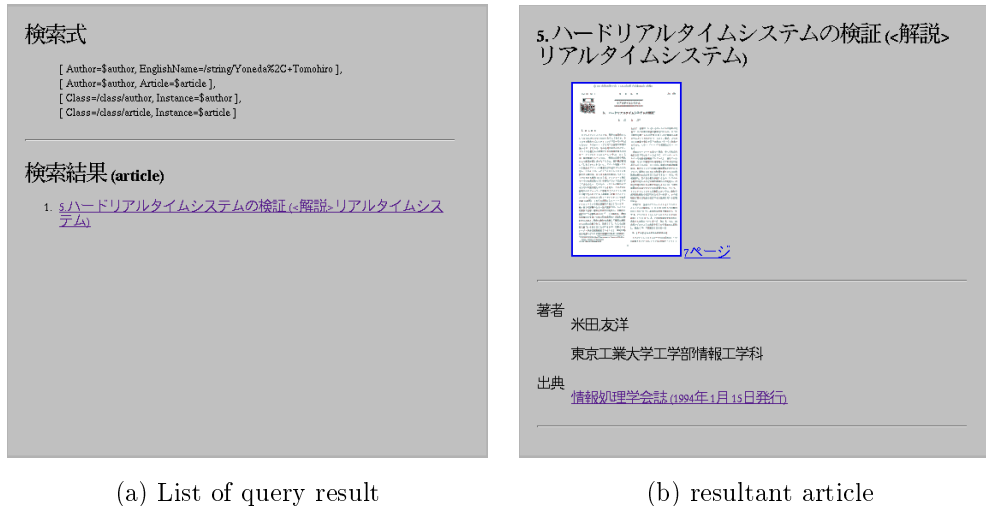 検索式
[ Author=$author, EnglishName=/string/Yoneda%2C+Tomohiro ],
[ Author=$author, Article=$article ],
[ Class=/class/author, Instance=$author ],
[ Class=/class/article, Instance=$article ]
検索結果 (article)
1. 5.ハードリアルタイムシステムの検証 (<解説> リアルタイムシス
テム)
(a) List of query result
5. ハードリアルタイムシステムの検証 (<解説>
リアルタイムシステム)
7ページ
著者
米田,友洋
東京工業大学工学部情報工学科
出典
情報処理学会誌 (1994年 1月 15日発行)
(b) resultant article